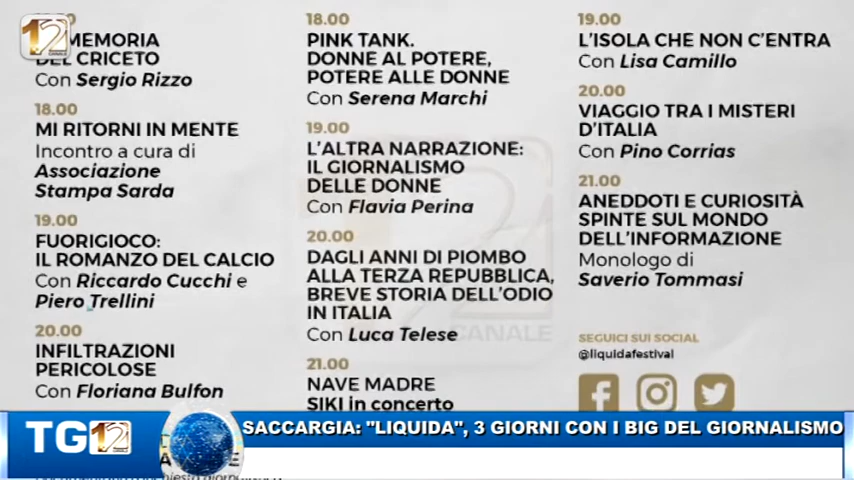 12
CANALE
MEMORIA
DEL CRICETO
Con Sergio Rizzo
18.00
MI RITORNI IN MENTE
Incontro a cura di
Associazione
Stampa Sarda
19.00
FUORIGIOCO:
IL ROMANZO DEL CALCIO
Con Riccardo Cucchi e
Piero Trellini
20.00
INFILTRAZIONI
PERICOLOSE
Con Floriana Bulfon
18.00
PINK TANK.
DONNE AL POTERE,
POTERE ALLE DONNE
Con Serena Marchi
19.00
L'ALTRA NARRAZIONE:
IL GIORNALISMO
DELLE DONNE
Con Flavia Perina
20.00
DAGLI ANNI DI PIOMBO
ALLA TERZA REPUBBLICA,
BREVE STORIA DELL'ODIO
IN ITALIA
Con Luca Telese
21.00
NAVE MADRE
SIKI in concerto
19.00
L'ISOLA CHE NON C'ENTRA
Con Lisa Camillo
20.00
VIAGGIO TRA I MISTERI
D'ITALIA
Con Pino Corrias
21.00
ANEDDOTI E CURIOSITÀ
SPINTE SUL MONDO
DELL'INFORMAZIONE
Monologo di
Saverio Tommasi
SEGUICI SUI SOCIAL
@liquidafestival
12
CANALE
TG12
SACCARGIA: "LIQUIDA", 3 GIORNI CON I BIG DEL GIORNALISMO